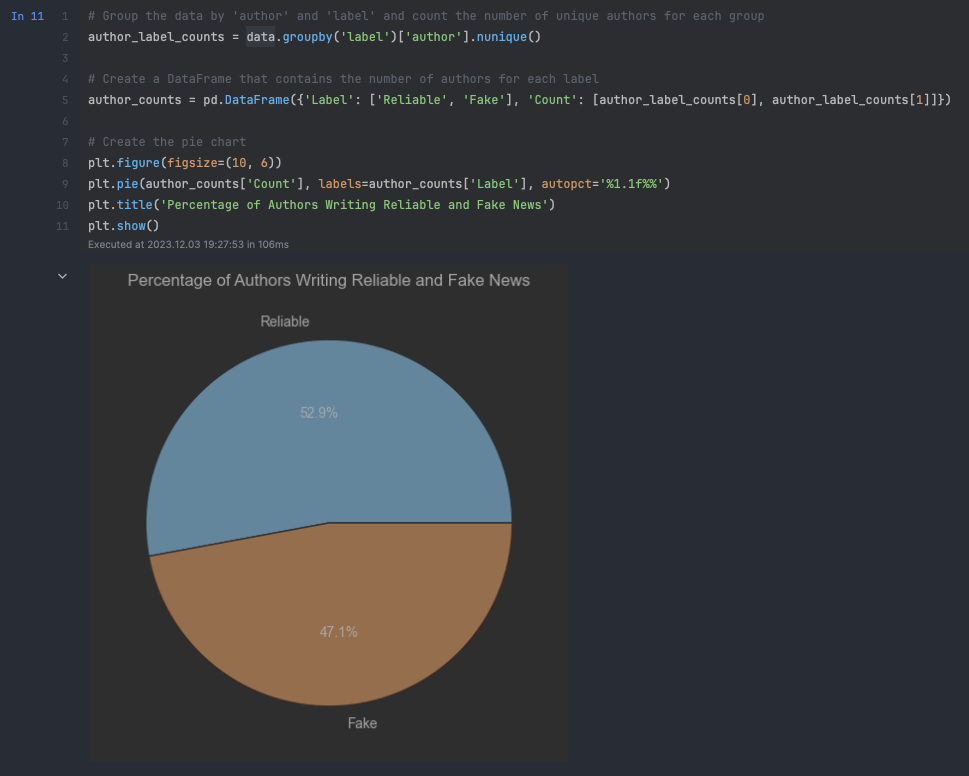 In 11 1 # Group the data by 'author' and 'label' and count the number of unique authors for each group
2 author_label_counts = data.groupby('label')['author'].nunique()
3
4 # Create a DataFrame that contains the number of authors for each label
5 author_counts = pd.DataFrame({'Label': ['Reliable', 'Fake'], 'Count': [author_label_counts[0], author_label_counts[1]]})
6
7 # Create the pie chart
8 plt.figure(figsize=(10, 6))
9 plt.pie(author_counts['Count'], labels=author_counts['Label'], autopct='%1.1f%%')
10 plt.title('Percentage of Authors Writing Reliable and Fake News')
11 plt.show()
Executed at 2023.12.03 19:27:53 in 106ms
Percentage of Authors Writing Reliable and Fake News
Reliable
52.9%
47.1%
Fake